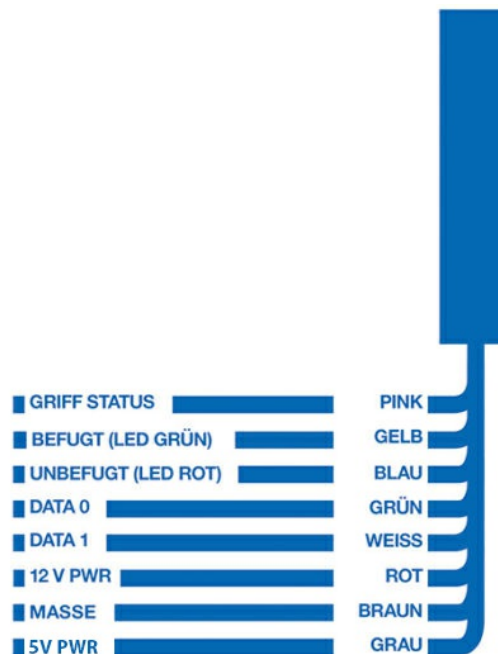 GRIFF STATUS PINK
BEFUGT (LED GRÜN) GELB
UNBEFUGT (LED ROT) BLAU
DATA 0 GRÜN
DATA 1 WEISS
12 V PWR ROT
MASSE BRAUN
5V PWR GRAU